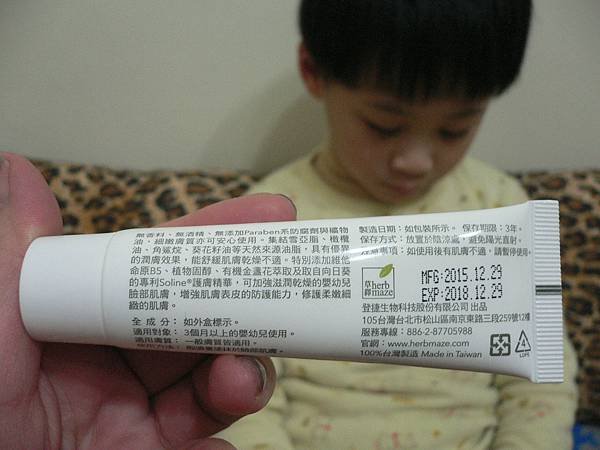 無香料、無酒精、無添加Paraben系防腐劑與礦物
油，細嫩膚質亦可安心使用。集結雪亞脂、橄欖
油、角鯊烷、葵花籽油等天然來源油脂，具有優異
的潤膚效果，能舒緩肌膚乾燥不適。特別添加維他
命原B5、植物固醇、有機金盞花萃取及取自向日葵
的專利Soline®護膚精華，可加強滋潤乾燥的嬰幼兒
臉部肌膚，增強肌膚表皮的防護能力，修護柔嫩細
緻的肌膚。
全 成 分： 如外盒標示。
適用對象： 3個月以上的嬰幼兒使用。
適用膚質： 一般膚質皆適用。
使用方法：
製造日期：如包裝所示。 保存期限：3年。
保存方式：放置於陰涼處，避免陽光直射。
注意事項：如使用後有肌膚不適，請暫停使用。
herb
maze
MFG:2015.12.29
EXP:2018.12.29
登捷生物科技股份有限公司 出品
105台灣台北市松山區南京東路三段259號12樓
服務專線：886-2-87705988
官網：www.herbmaze.com
100%台灣製造 Made in Taiwan
4
LDPE